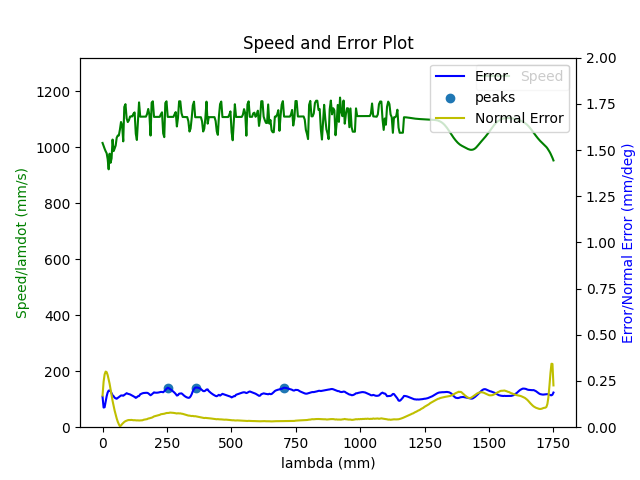 Speed and Error Plot
Error
Speed
peaks
Normal Error
1200
1000
800
600
400
200
0
Speed/lamdot (mm/s)
2.00
1.75
1.50
1.25
1.00
0.75
0.50
0.25
0.00
Error/Normal Error (mm/deg)
0 250 500 750 1000 1250 1500 1750
lambda (mm)